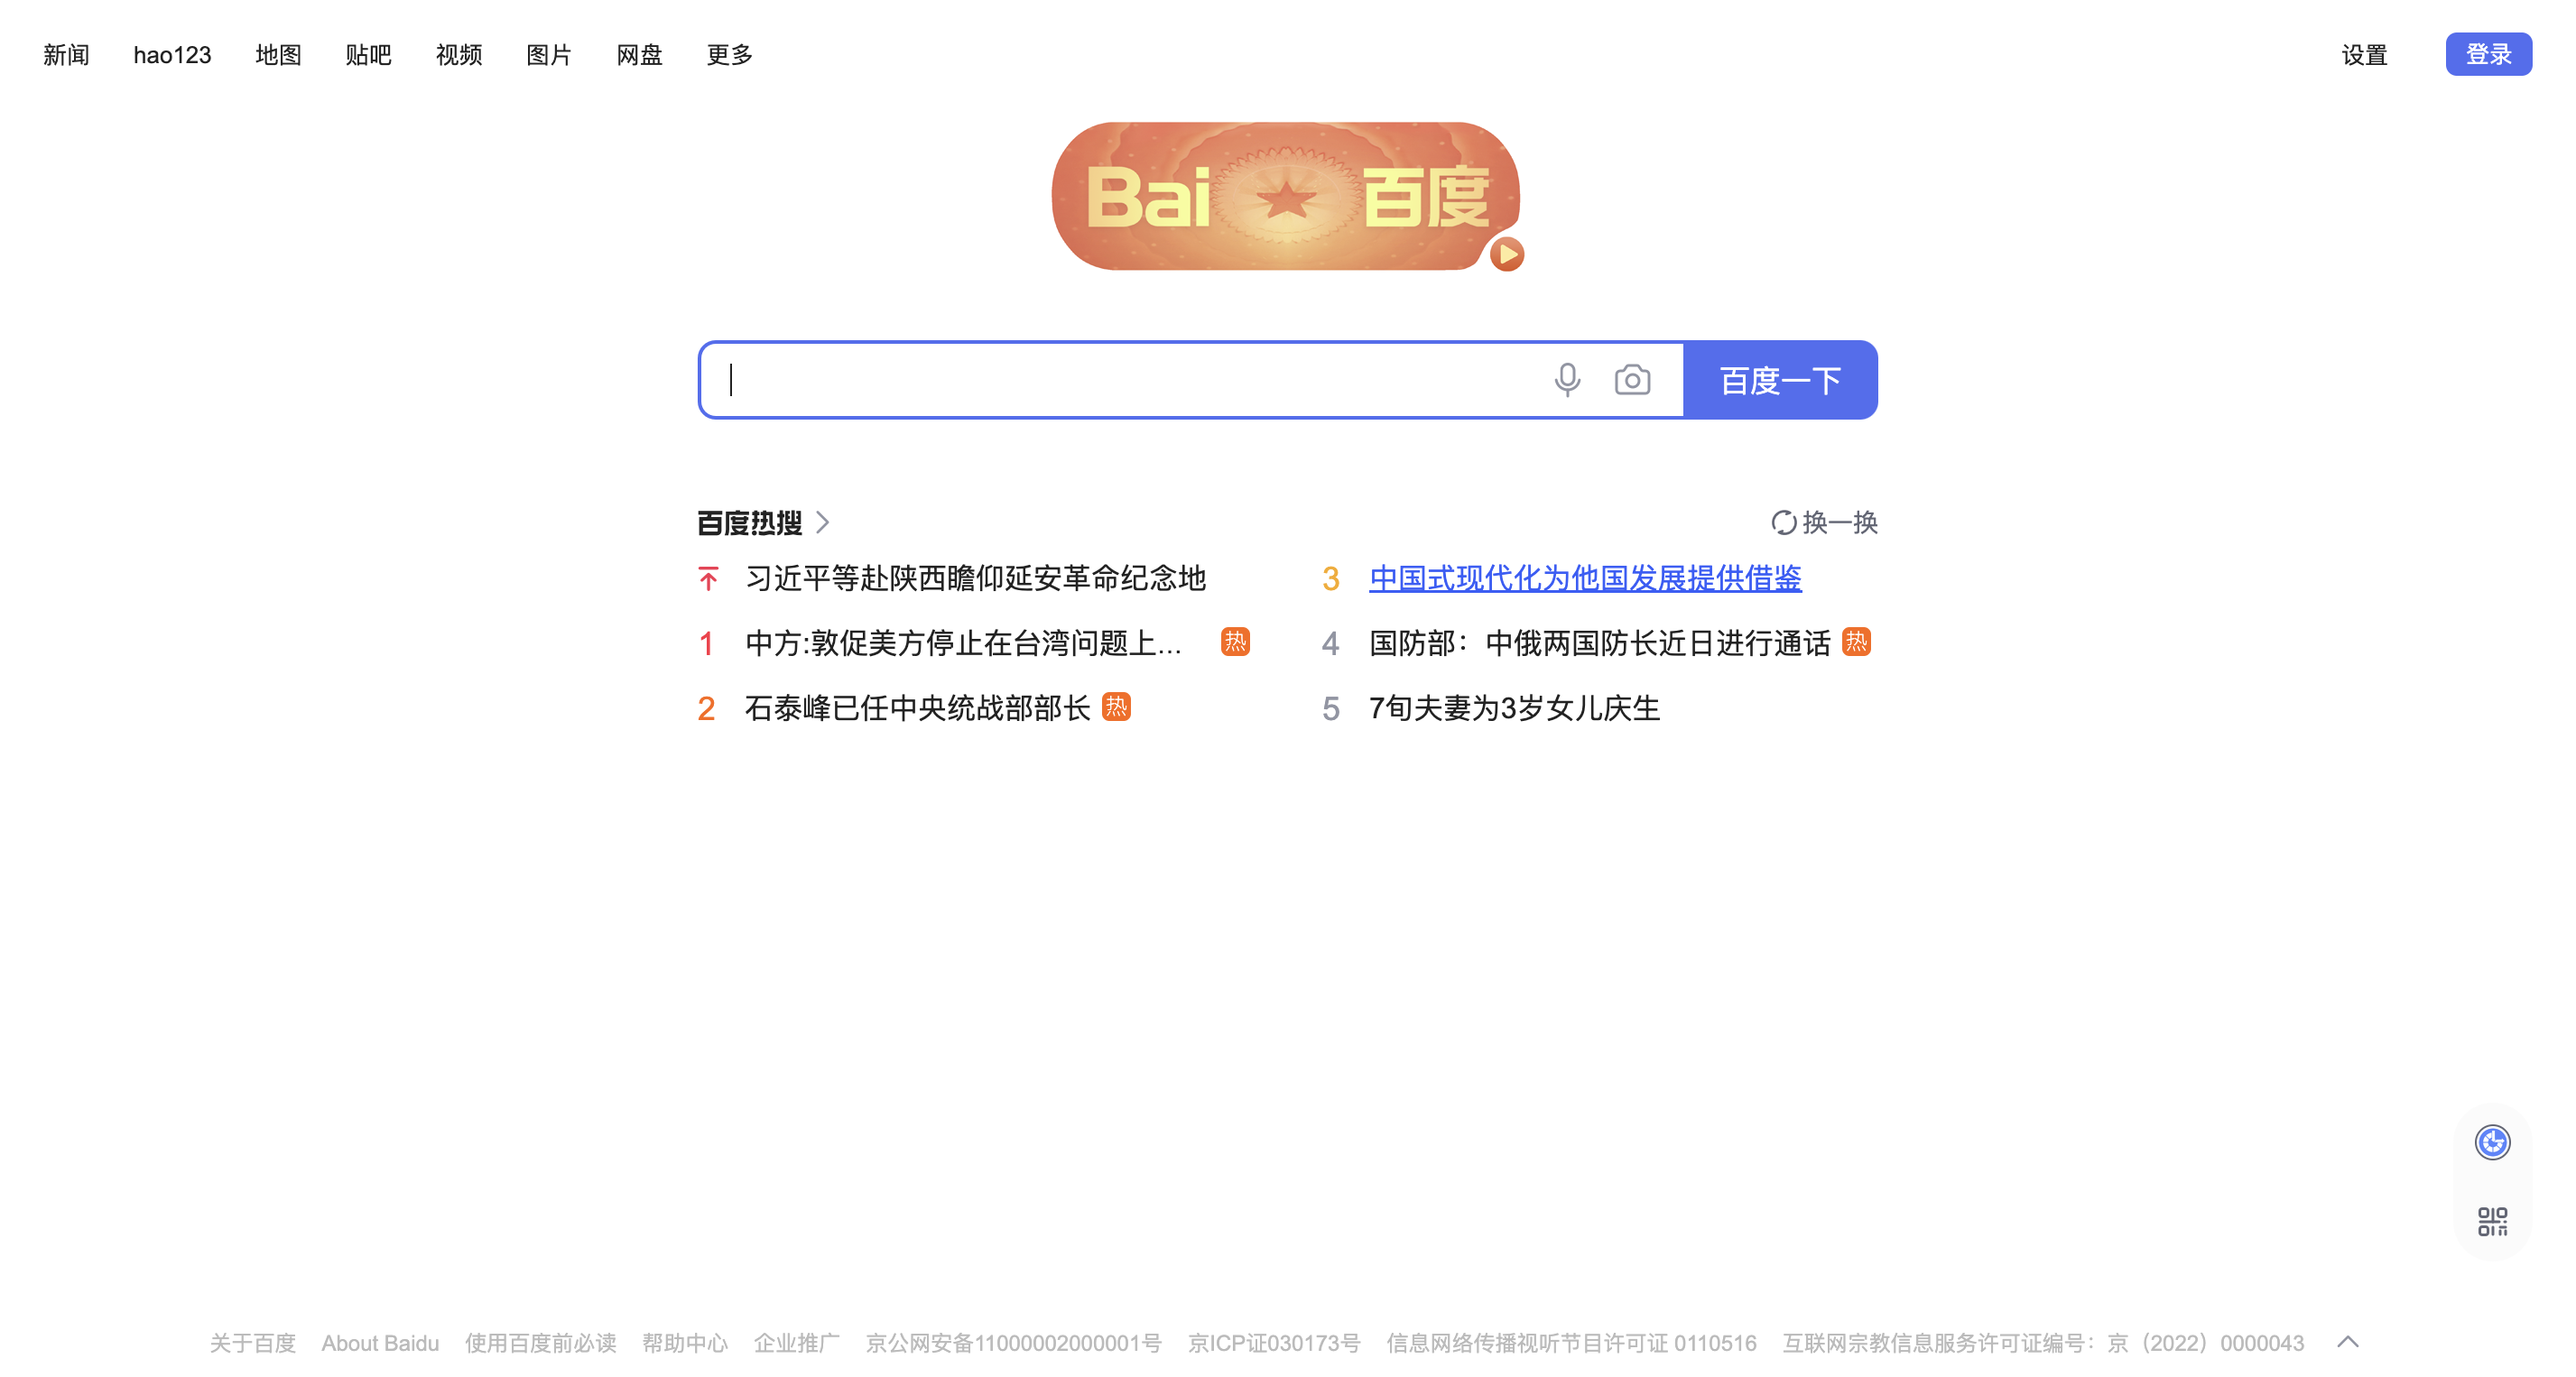 新闻 hao123 地图 贴吧 视频 图片 网盘 更多 设置 登录
Bai 百度
百度一下
百度热搜 换一换
习近平等赴陕西瞻仰延安革命纪念地
1 中方:敦促美方停止在台湾问题上... 热
2 石泰峰已任中央统战部部长 热
3 中国式现代化为他国发展提供借鉴
4 国防部：中俄两国防长近日进行通话 热
5 7旬夫妻为3岁女儿庆生
关于百度 About Baidu 使用百度前必读 帮助中心 企业推广 京公网安备11000002000001号 京ICP证030173号 信息网络传播视听节目许可证 0110516 互联网宗教信息服务许可证编号：京（2022）0000043